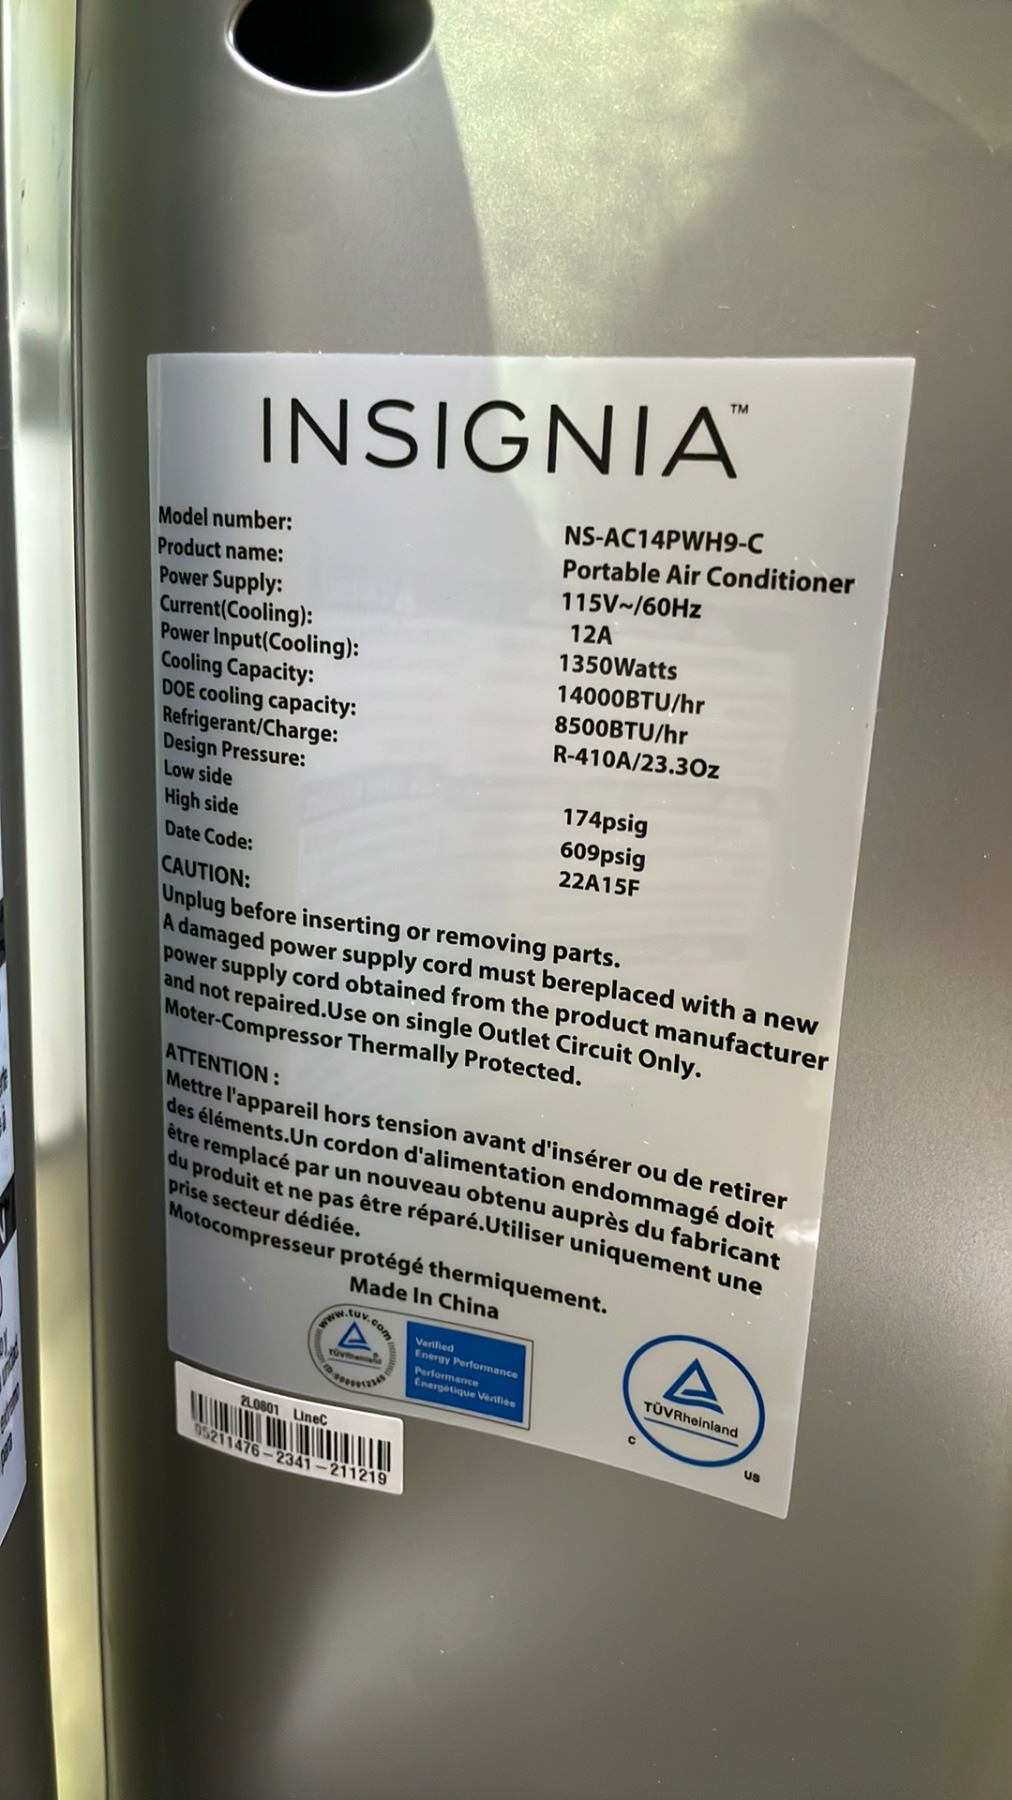 INSIGNIA™
Model number: NS-AC14PWH9-C
Product name: Portable Air Conditioner
Power Supply: 115V~/60Hz
Current(Cooling): 12A
Power Input(Cooling): 1350Watts
Cooling Capacity: 14000BTU/hr
DOE cooling capacity: 8500BTU/hr
Refrigerant/Charge: R-410A/23.3Oz
Design Pressure:
Low side 174psig
High side 609psig
Date Code: 22A15F
CAUTION:
Unplug before inserting or removing parts.
A damaged power supply cord must bereplaced with a new
power supply cord obtained from the product manufacturer
and not repaired.Use on single Outlet Circuit Only.
Moter-Compressor Thermally Protected.
ATTENTION :
Mettre l'appareil hors tension avant d'insérer ou de retirer
des éléments.Un cordon d'alimentation endommagé doit
être remplacé par un nouveau obtenu auprès du fabricant
du produit et ne pas être réparé.Utiliser uniquement une
prise secteur dédiée.
Motocompresseur protégé thermiquement.
Made In China
www.tuv.com
TÜVRheinland
Verified
Energy Performance
Performance
Énergétique Vérifiée
TÜVRheinland
C US
2L0801 LineC
05211476-2341-211219